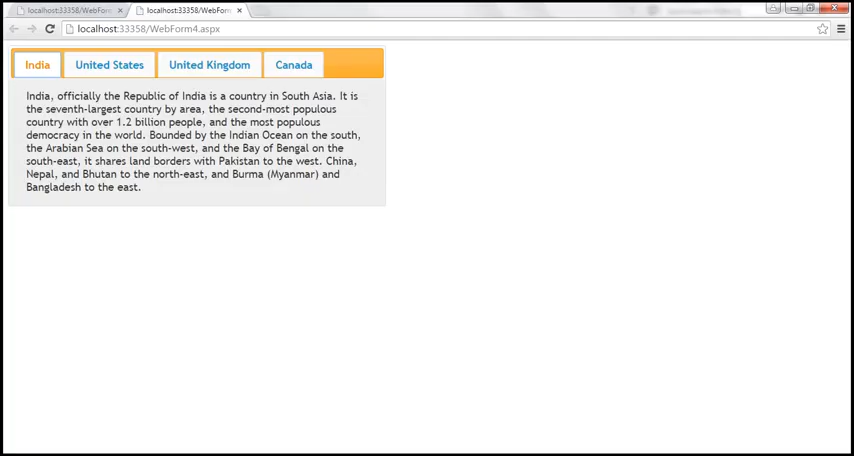 localhost:33358/WebForm
localhost:33358/WebForm
localhost:33358/WebForm4.aspx
India United States United Kingdom Canada
India, officially the Republic of India is a country in South Asia. It is
the seventh-largest country by area, the second-most populous
country with over 1.2 billion people, and the most populous
democracy in the world. Bounded by the Indian Ocean on the south,
the Arabian Sea on the south-west, and the Bay of Bengal on the
south-east, it shares land borders with Pakistan to the west. China,
Nepal, and Bhutan to the north-east, and Burma (Myanmar) and
Bangladesh to the east.